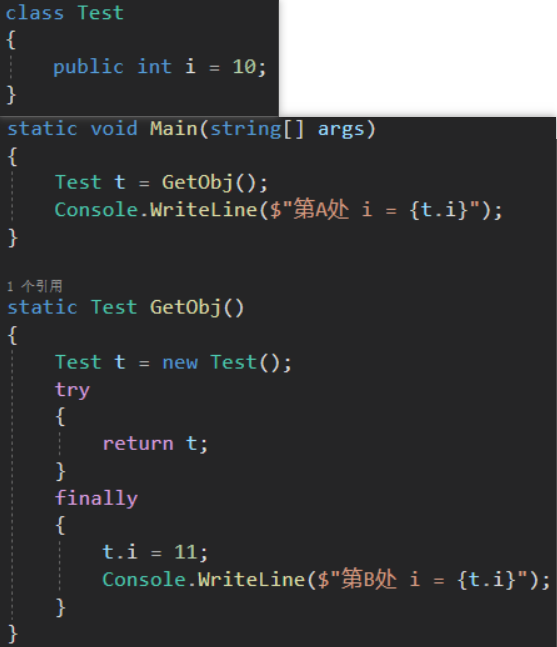 class Test
{
public int i = 10;
}
static void Main(string[] args)
{
Test t = GetObj();
Console.WriteLine($"第A处 i = {t.i}");
}
1 个引用
static Test GetObj()
{
Test t = new Test();
try
{
return t;
}
finally
{
t.i = 11;
Console.WriteLine($"第B处 i = {t.i}");
}
}